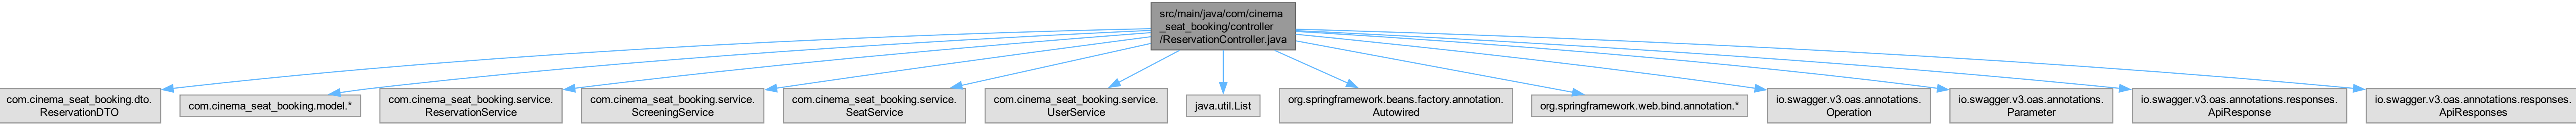 src/main/java/com/cinema
_seat_booking/controller
/ReservationController.java
com.cinema_seat_booking.dto.
ReservationDTO
com.cinema_seat_booking.model.*
com.cinema_seat_booking.service.
ReservationService
com.cinema_seat_booking.service.
ScreeningService
com.cinema_seat_booking.service.
SeatService
com.cinema_seat_booking.service.
UserService
java.util.List
org.springframework.beans.factory.annotation.
Autowired
org.springframework.web.bind.annotation.*
io.swagger.v3.oas.annotations.
Operation
io.swagger.v3.oas.annotations.
Parameter
io.swagger.v3.oas.annotations.responses.
ApiResponse
io.swagger.v3.oas.annotations.responses.
ApiResponses